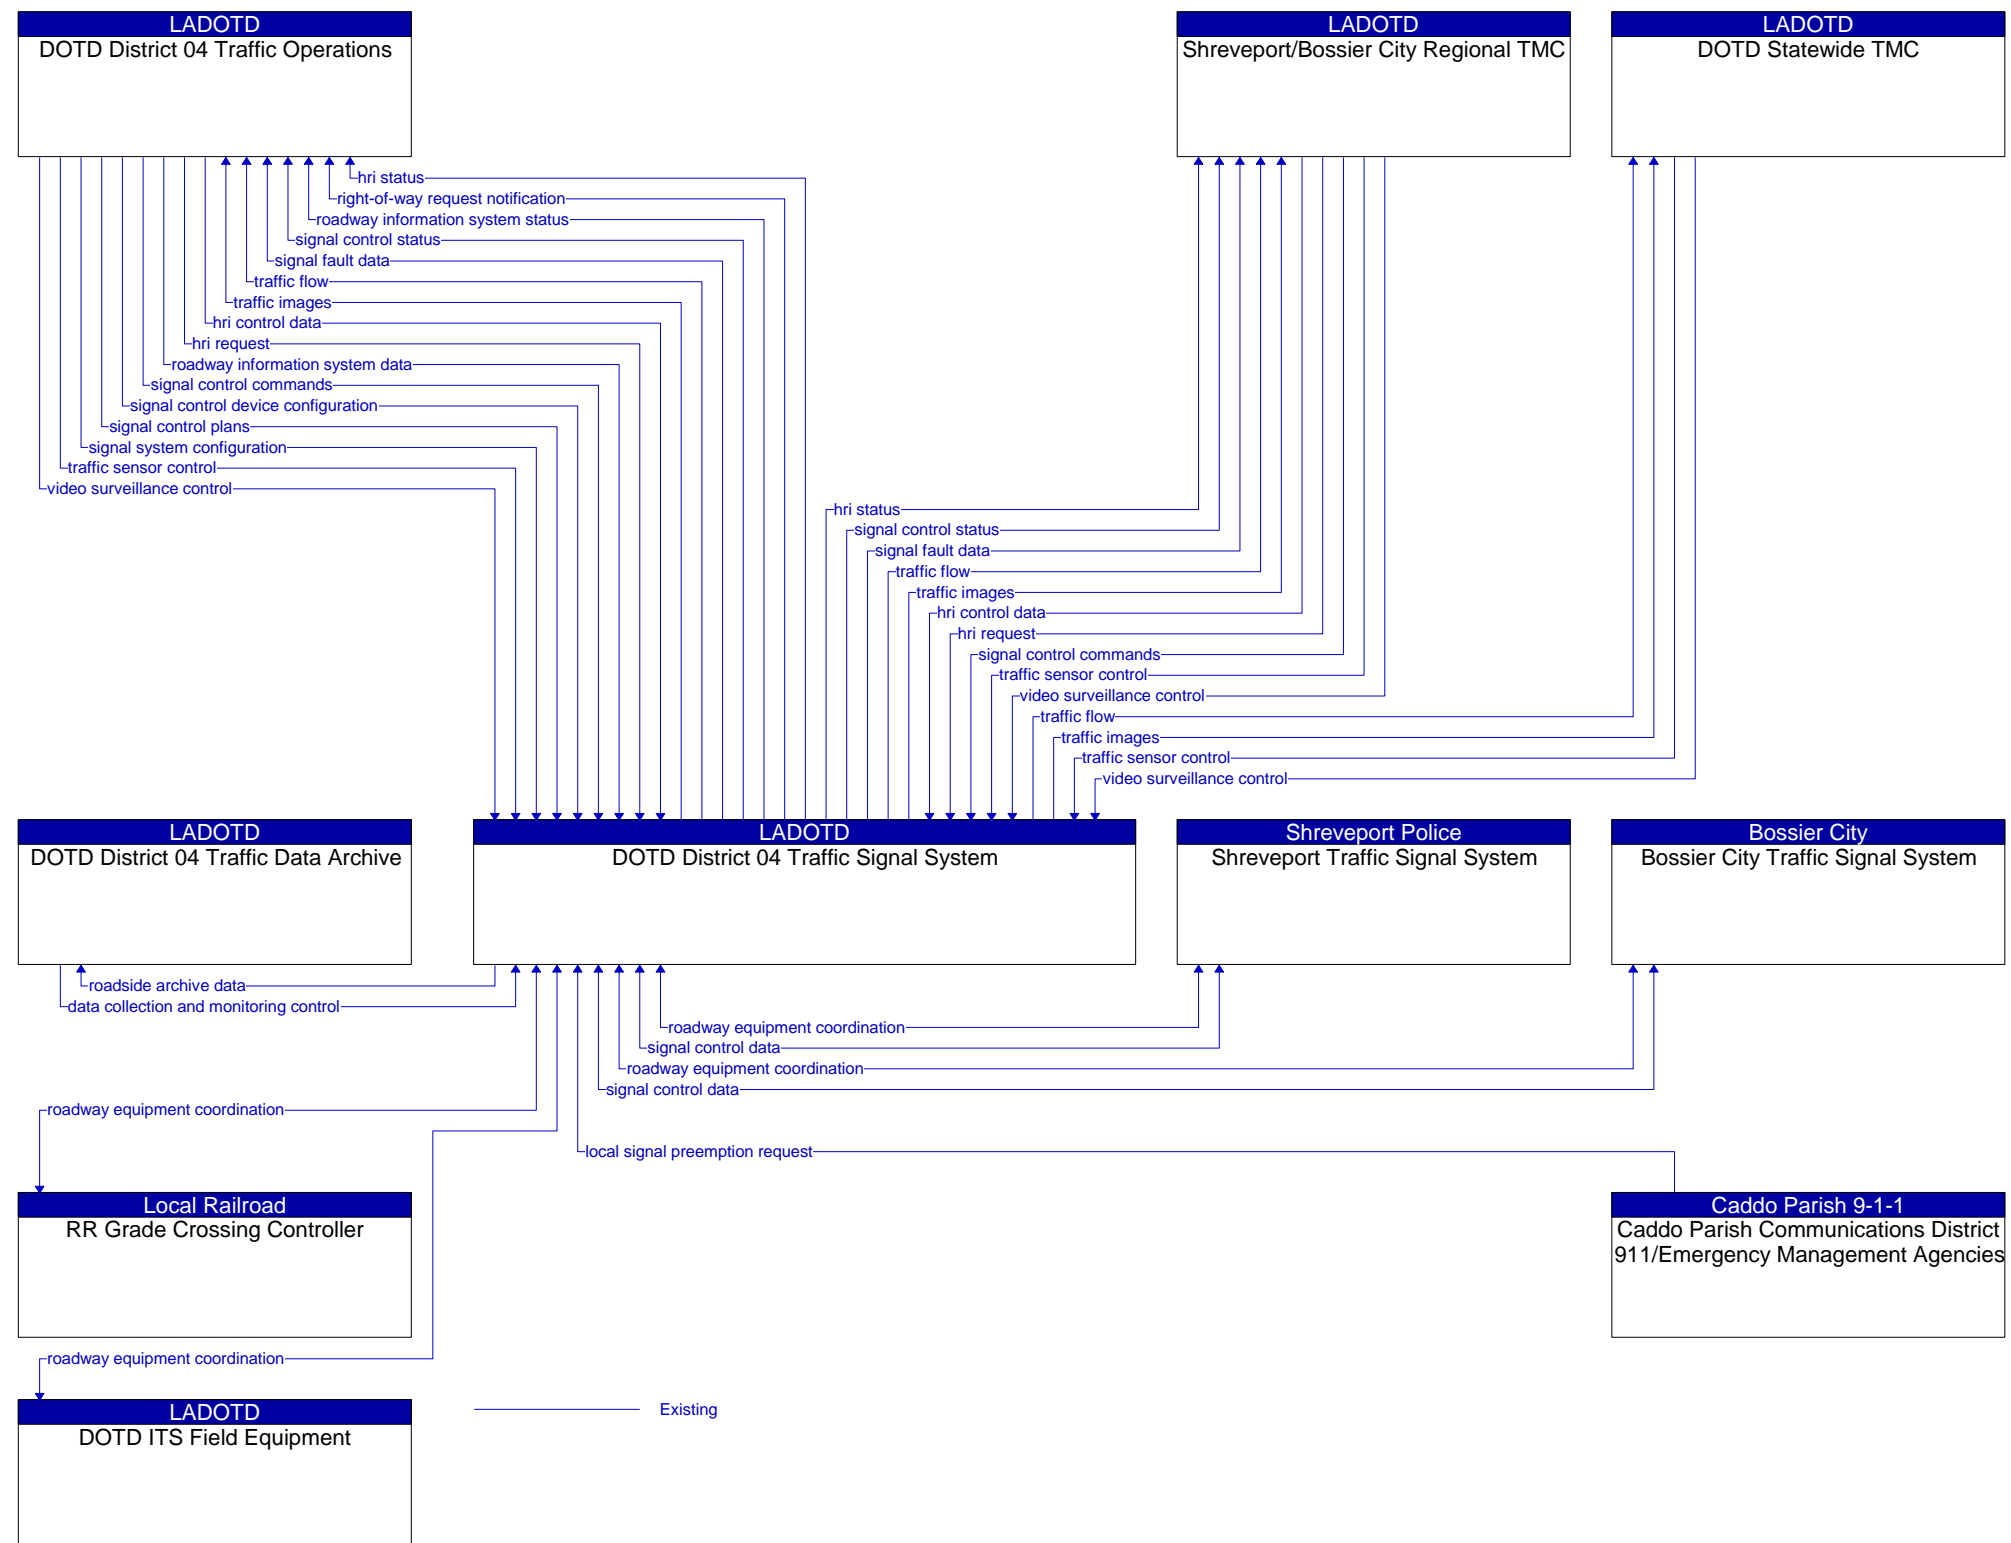 LADOTD
DOTD District 04 Traffic Operations
LADOTD
Shreveport/Bossier City Regional TMC
LADOTD
DOTD Statewide TMC
hri status
right-of-way request notification
roadway information system status
signal control status
signal fault data
traffic flow
traffic images
hri control data
hri request
roadway information system data
signal control commands
signal control device configuration
signal control plans
signal system configuration
traffic sensor control
video surveillance control
hri status
signal control status
signal fault data
traffic flow
traffic images
hri control data
hri request
signal control commands
traffic sensor control
video surveillance control
traffic flow
traffic images
traffic sensor control
video surveillance control
LADOTD
DOTD District 04 Traffic Data Archive
LADOTD
DOTD District 04 Traffic Signal System
Shreveport Police
Shreveport Traffic Signal System
Bossier City
Bossier City Traffic Signal System
roadside archive data
data collection and monitoring control
roadway equipment coordination
signal control data
roadway equipment coordination
signal control data
roadway equipment coordination
local signal preemption request
Local Railroad
RR Grade Crossing Controller
Caddo Parish 9-1-1
Caddo Parish Communications District
911/Emergency Management Agencies
roadway equipment coordination
LADOTD
DOTD ITS Field Equipment
Existing